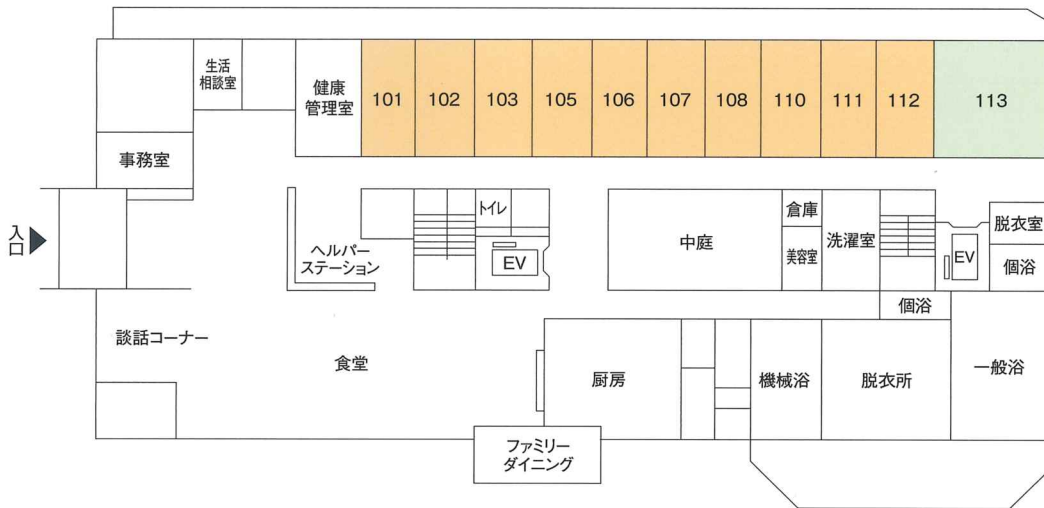 生活
相談室
健康
管理室
101
102
103
105
106
107
108
110
111
112
113
事務室
入口
ヘルパー
ステーション
トイレ
EV
中庭
倉庫
美容室
洗濯室
EV
脱衣室
個浴
個浴
談話コーナー
食堂
厨房
機械浴
脱衣所
一般浴
ファミリー
ダイニング